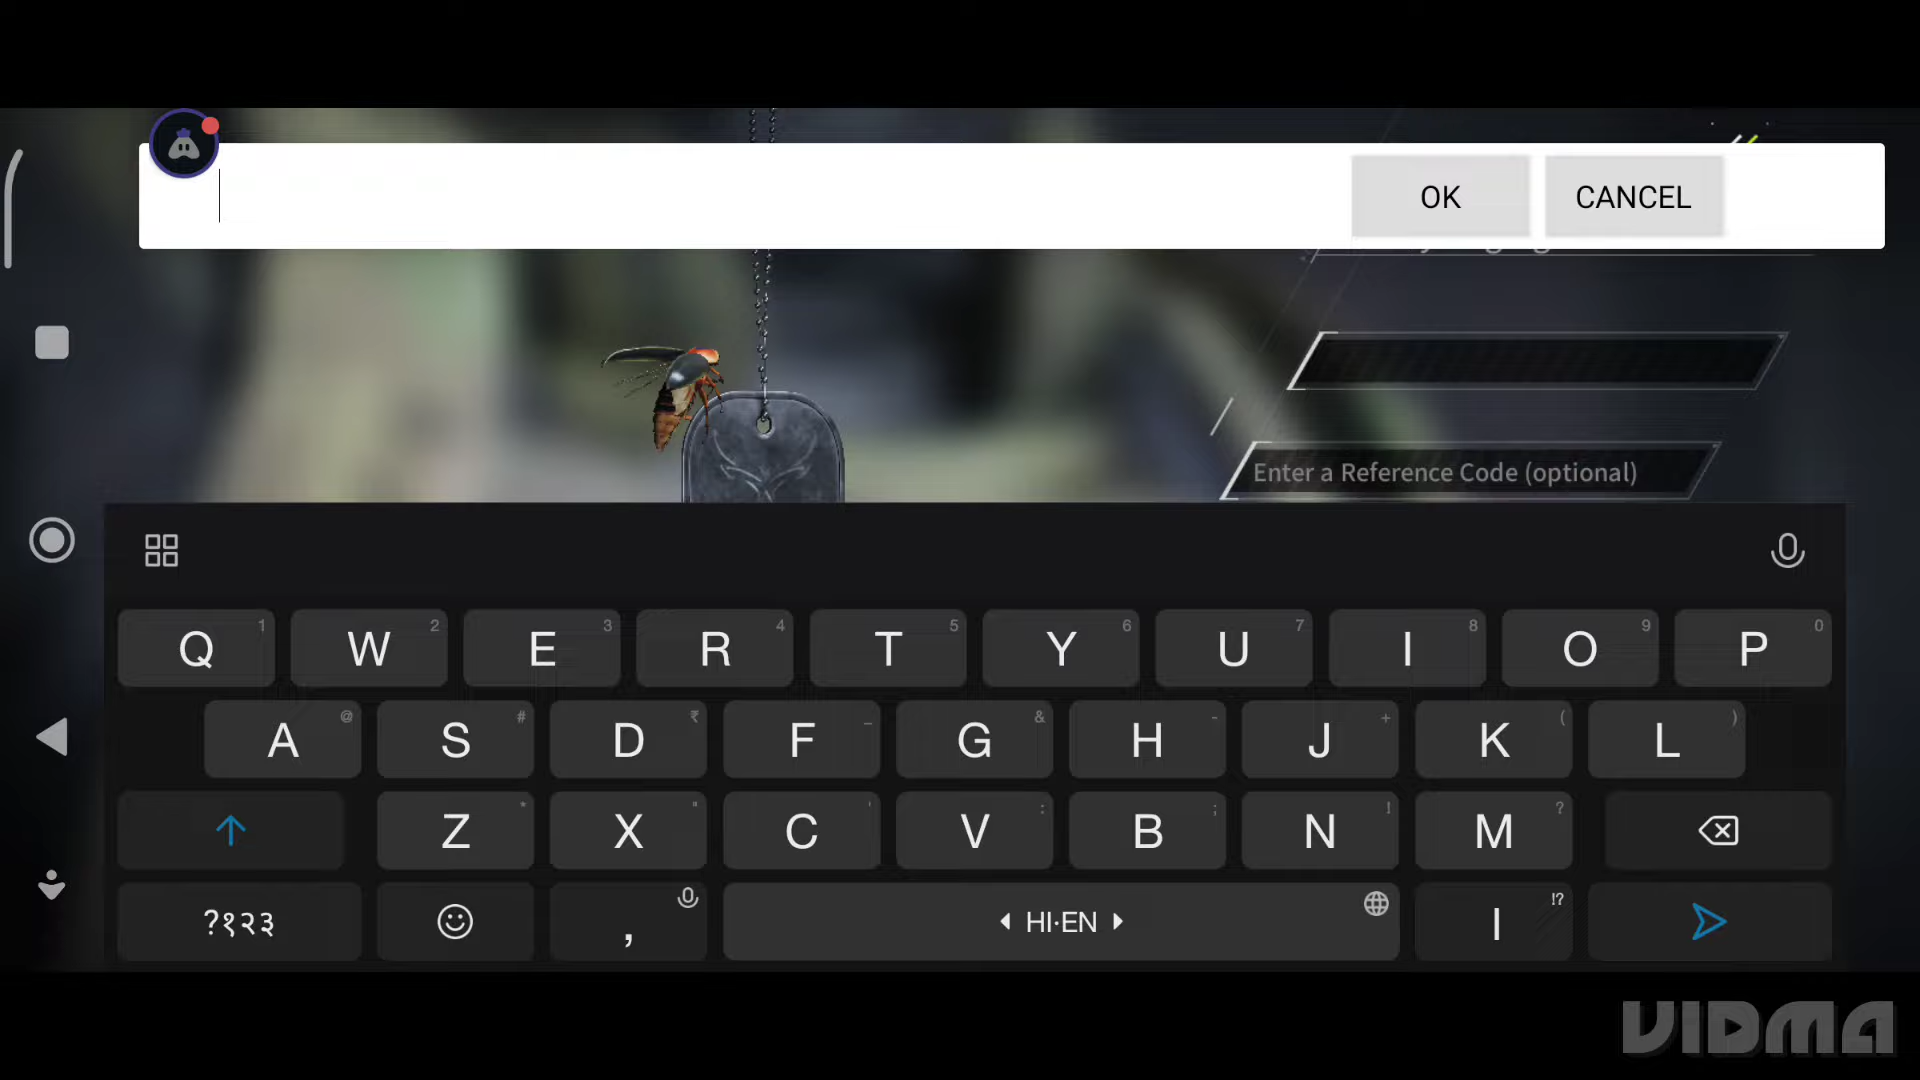 OK CANCEL
Enter a Reference Code (optional)
Q 1 W 2 E 3 R 4 T 5 Y 6 U 7 I 8 O 9 P 0
A @ S # D ₹ F _ G & H - J + K ( L )
Z * X " C ' V : B ; N ! M ?
?१२३ , HI·EN । !?
VIDMA